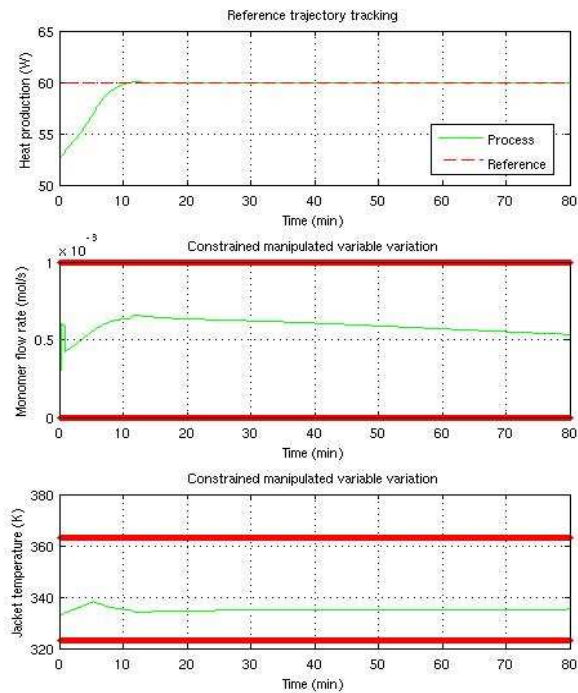 Reference trajectory tracking
Heat production (W)
65
60
55
50
Process
Reference
0 10 20 30 40 50 60 70 80
Time (min)
x 10⁻³
Constrained manipulated variable variation
Monomer flow rate (mol/s)
1
0.5
0
0 10 20 30 40 50 60 70 80
Time (min)
Constrained manipulated variable variation
Jacket temperature (K)
380
360
340
320
0 10 20 30 40 50 60 70 80
Time (min)